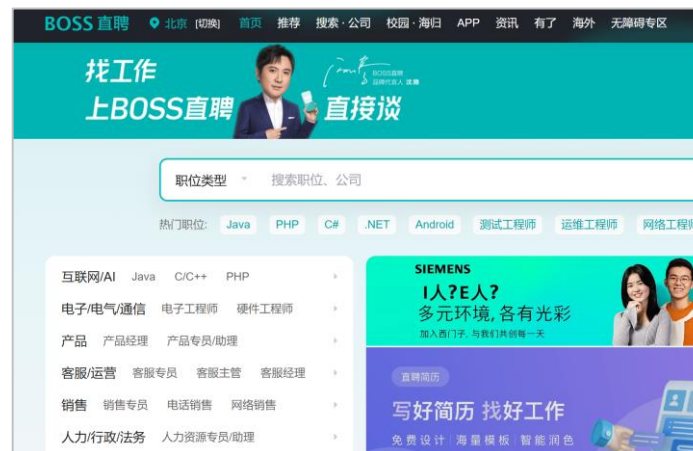 BOSS 直聘 北京 [切换] 首页 推荐 搜索·公司 校园·海归 APP 资讯 有了 海外 无障碍专区
找工作
上BOSS直聘 直接谈
BOSS直聘
品牌代言人 沈腾
职位类型 搜索职位、公司
热门职位: Java PHP C# .NET Android 测试工程师 运维工程师 网络工程师
互联网/AI Java C/C++ PHP
电子/电气/通信 电子工程师 硬件工程师
产品 产品经理 产品专员/助理
客服/运营 客服专员 客服主管 客服经理
销售 销售专员 电话销售 网络销售
人力/行政/法务 人力资源专员/助理
SIEMENS
I人?E人?
多元环境,各有光彩
加入西门子, 与我们共创每一天
直聘简历
写好简历 找好工作
免费设计 海量模板 智能润色